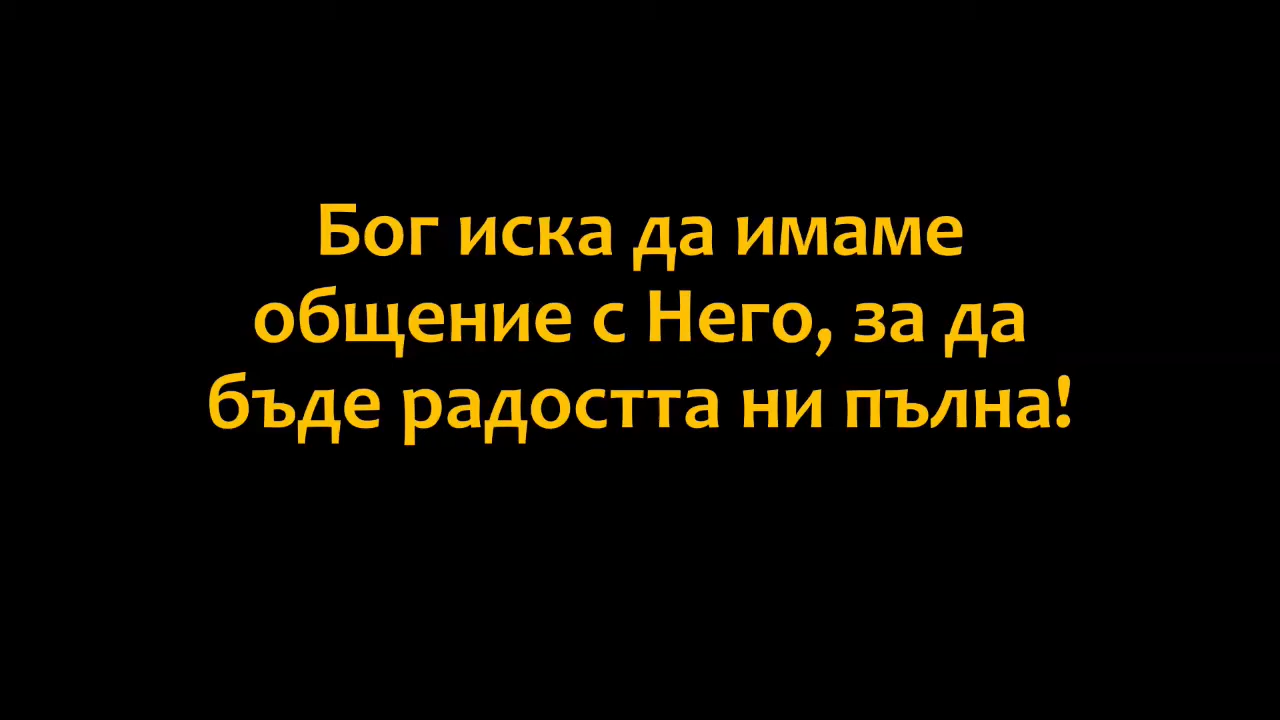 Бог иска да имаме
общение с Него, за да
бъде радостта ни пълна!